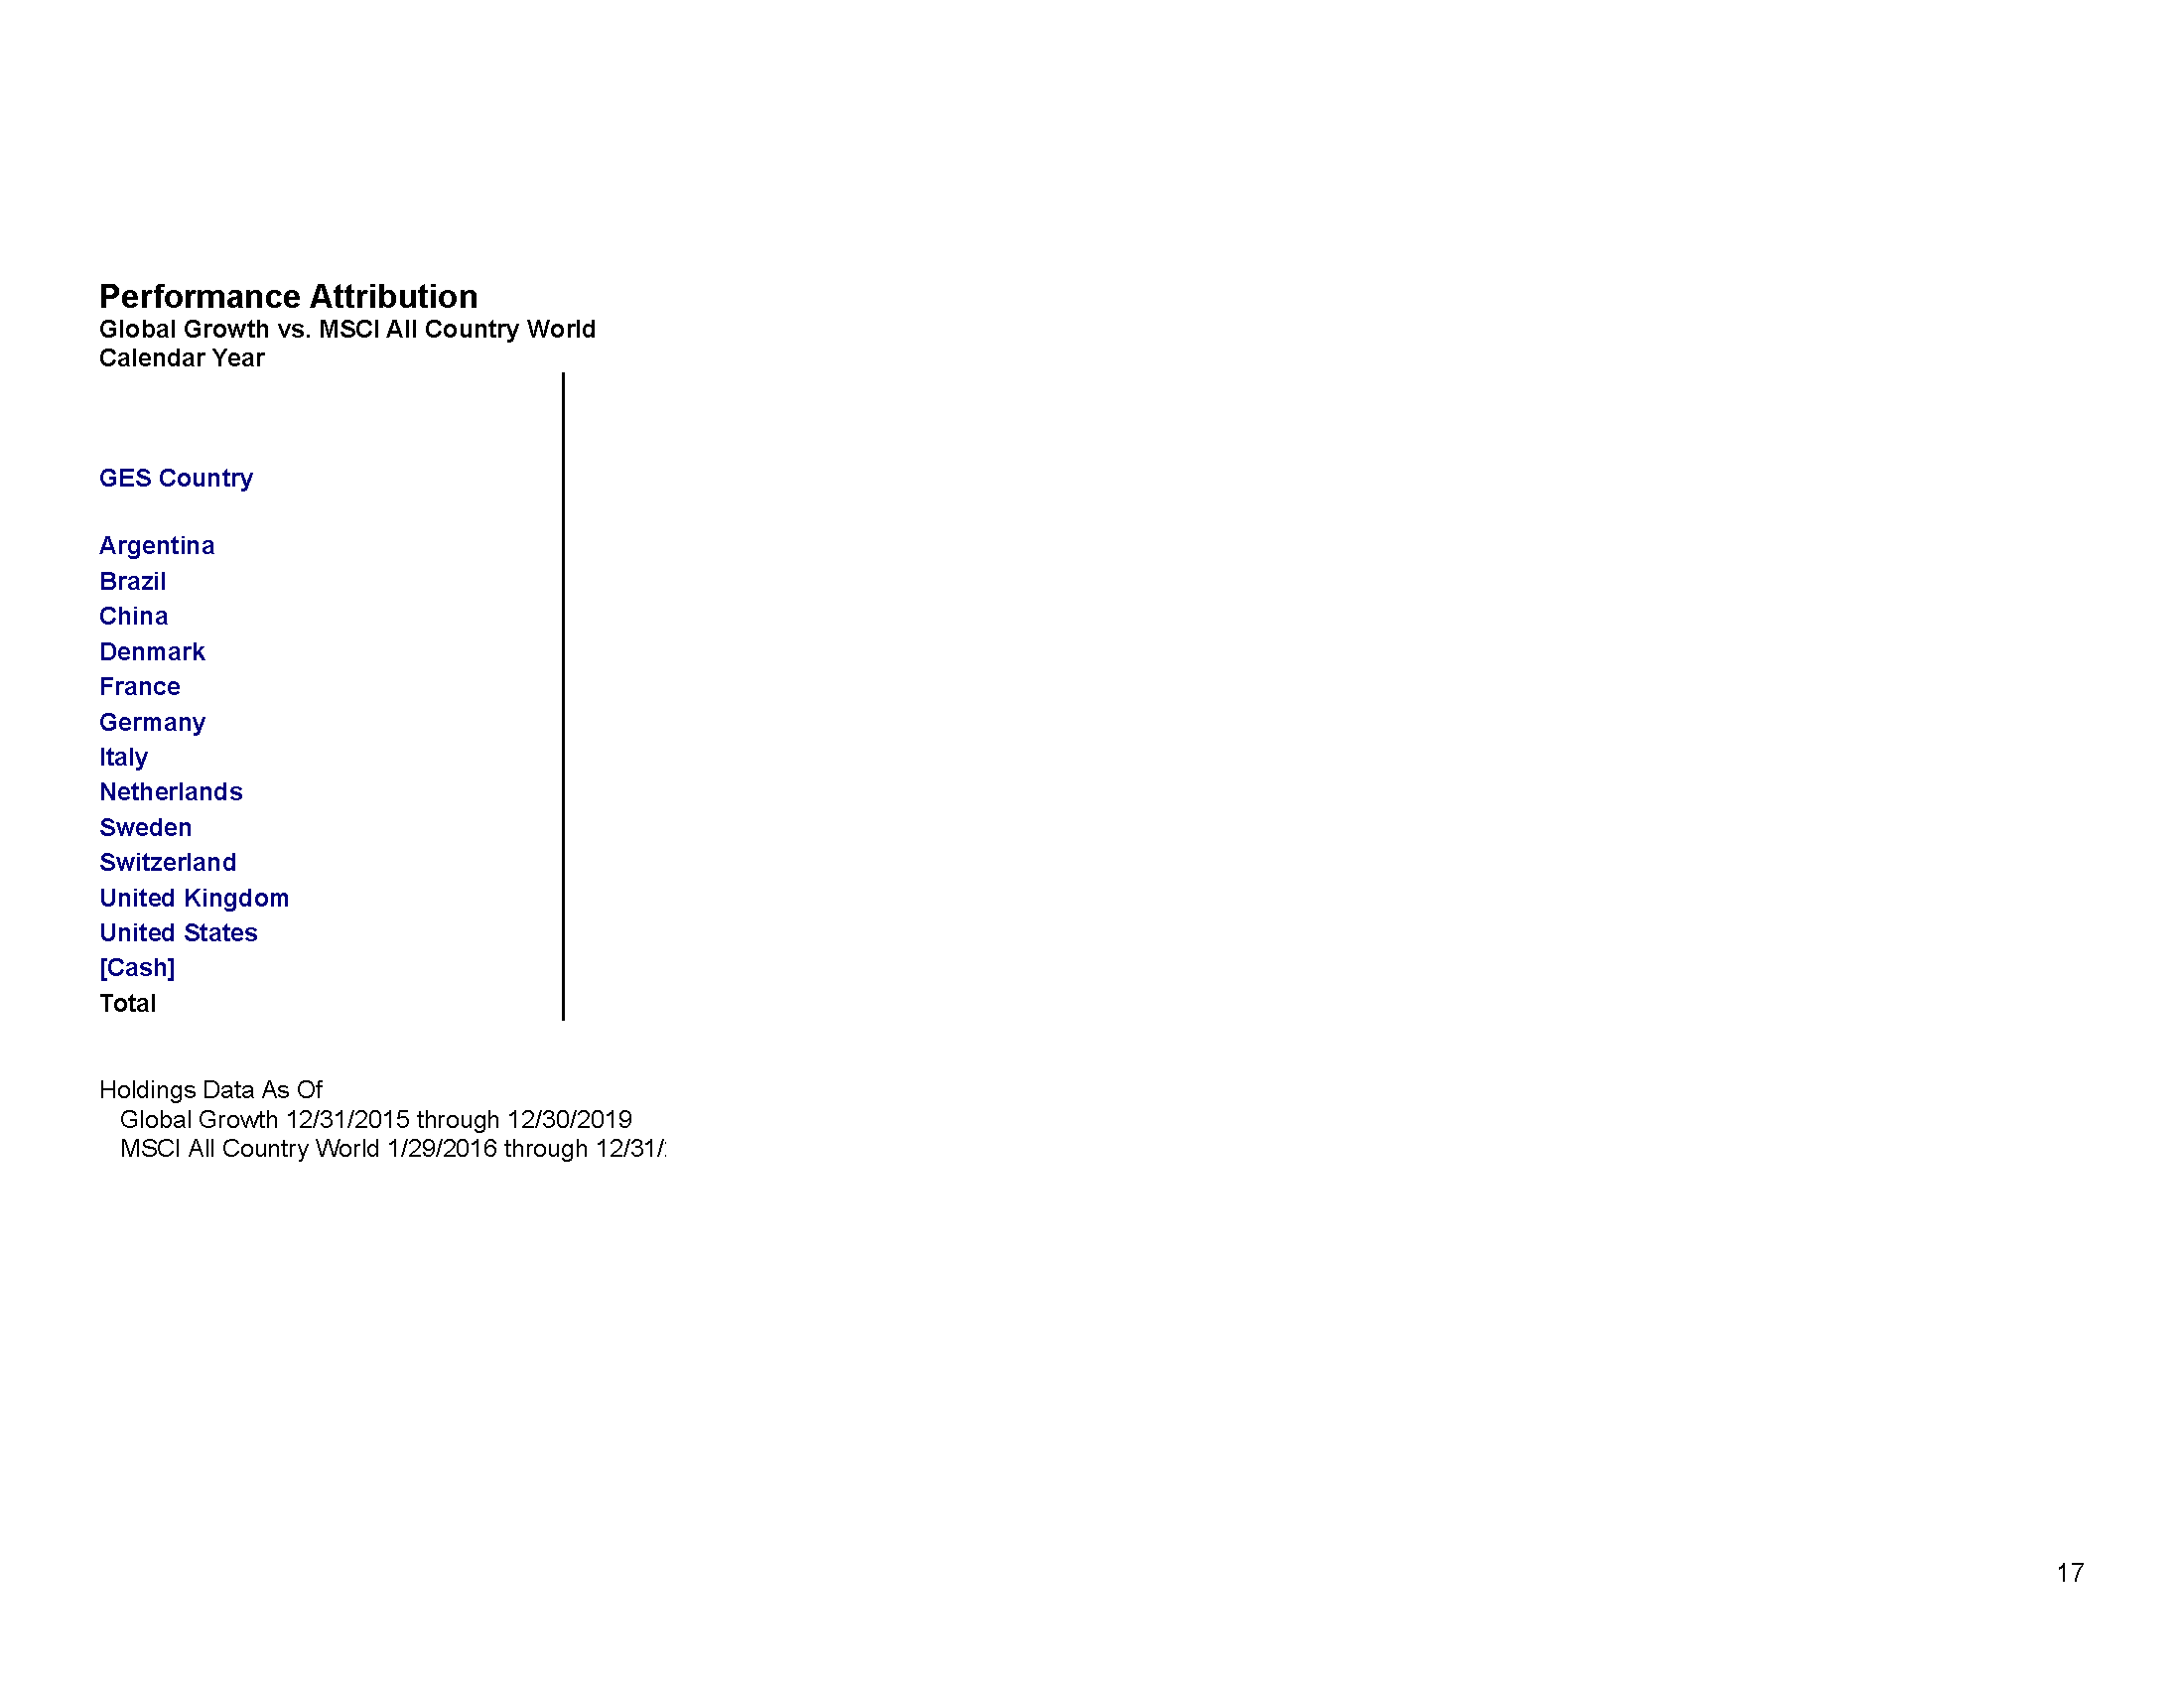 Performance Attribution
Global Growth vs. MSCI All Country World
Calendar Year
GES Country
Argentina
Brazil
China
Denmark
France
Germany
Italy
Netherlands
Sweden
Switzerland
United Kingdom
United States
[Cash]
Total
Holdings Data As Of
Global Growth 12/31/2015 through 12/30/2019
MSCI All Country World 1/29/2016 through 12/31/
17